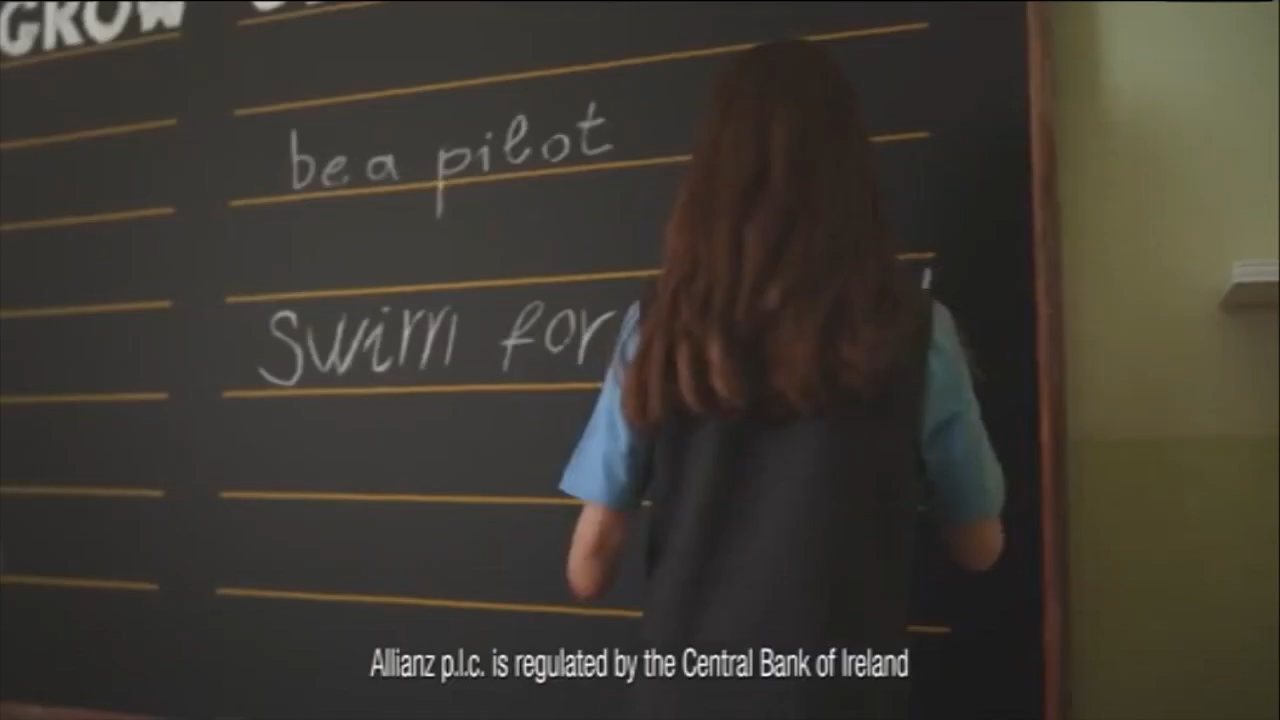 GROW
be a pilot
Swim for
Allianz p.l.c. is regulated by the Central Bank of Ireland